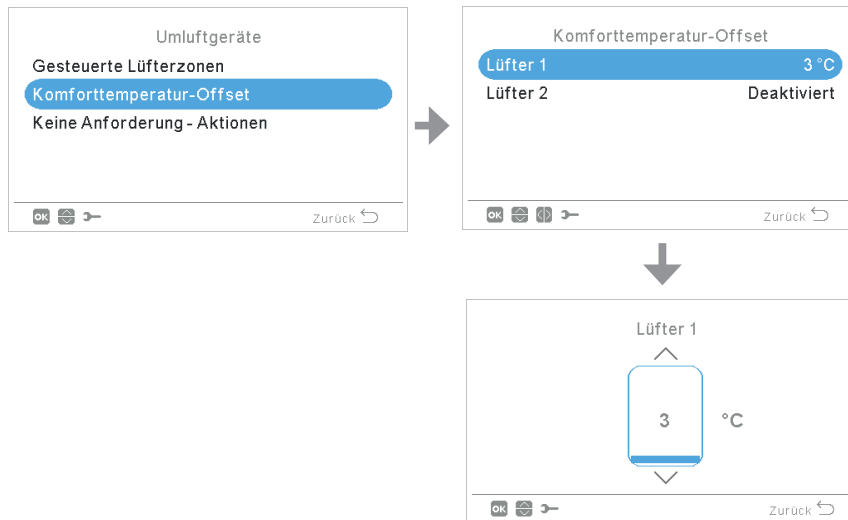 Umluftgeräte
Gesteuerte Lüfterzonen
Komforttemperatur-Offset
Keine Anforderung - Aktionen
OK
Zurück
Komforttemperatur-Offset
Lüfter 1 3 °C
Lüfter 2 Deaktiviert
OK
Zurück
Lüfter 1
3 °C
OK
Zurück